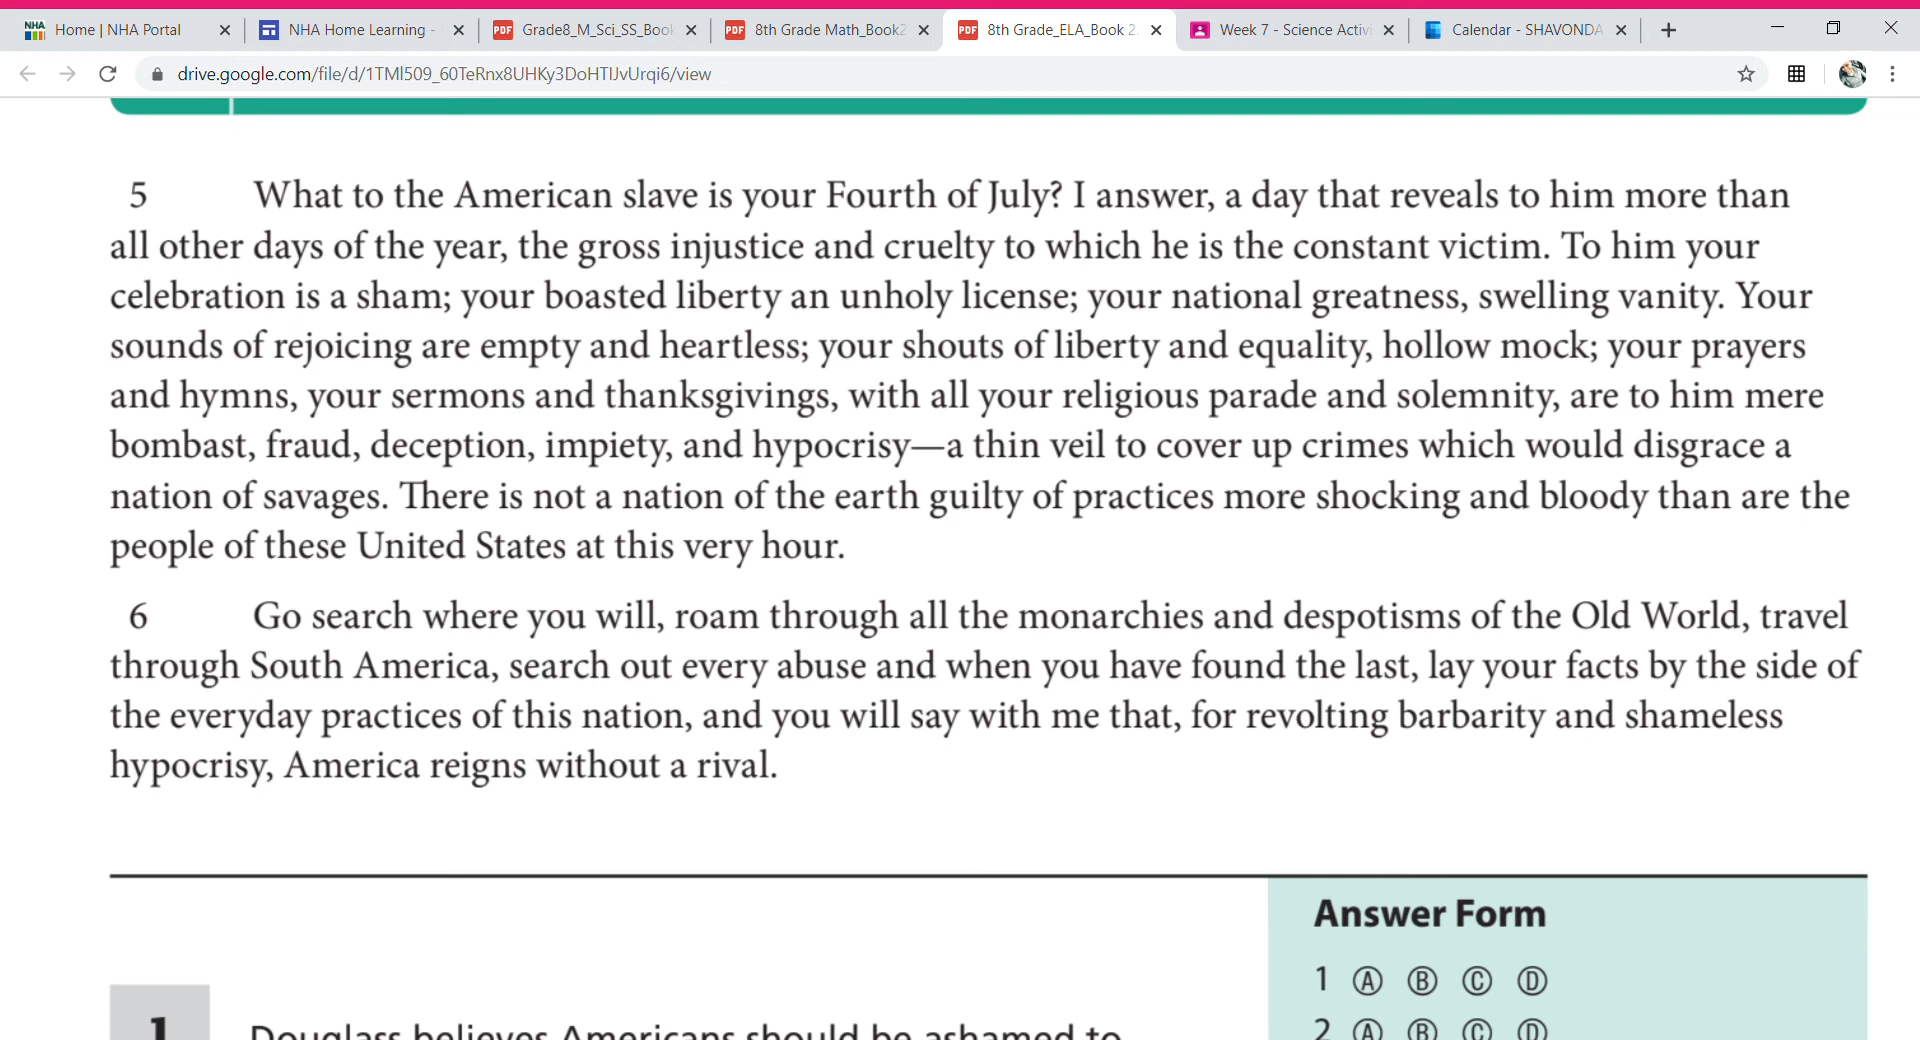 Home | NHA Portal
NHA Home Learning -
Grade8_M_Sci_SS_Book
8th Grade Math_Book2
8th Grade_ELA_Book 2.
Week 7 - Science Activi
Calendar - SHAVONDA
drive.google.com/file/d/1TMl509_60TeRnx8UHKy3DoHTlJvUrqi6/view
5 What to the American slave is your Fourth of July? I answer, a day that reveals to him more than
all other days of the year, the gross injustice and cruelty to which he is the constant victim. To him your
celebration is a sham; your boasted liberty an unholy license; your national greatness, swelling vanity. Your
sounds of rejoicing are empty and heartless; your shouts of liberty and equality, hollow mock; your prayers
and hymns, your sermons and thanksgivings, with all your religious parade and solemnity, are to him mere
bombast, fraud, deception, impiety, and hypocrisy—a thin veil to cover up crimes which would disgrace a
nation of savages. There is not a nation of the earth guilty of practices more shocking and bloody than are the
people of these United States at this very hour.
6 Go search where you will, roam through all the monarchies and despotisms of the Old World, travel
through South America, search out every abuse and when you have found the last, lay your facts by the side of
the everyday practices of this nation, and you will say with me that, for revolting barbarity and shameless
hypocrisy, America reigns without a rival.
Answer Form
1 A B C D
2 A B C D
1 Douglass believes Americans should be ashamed to